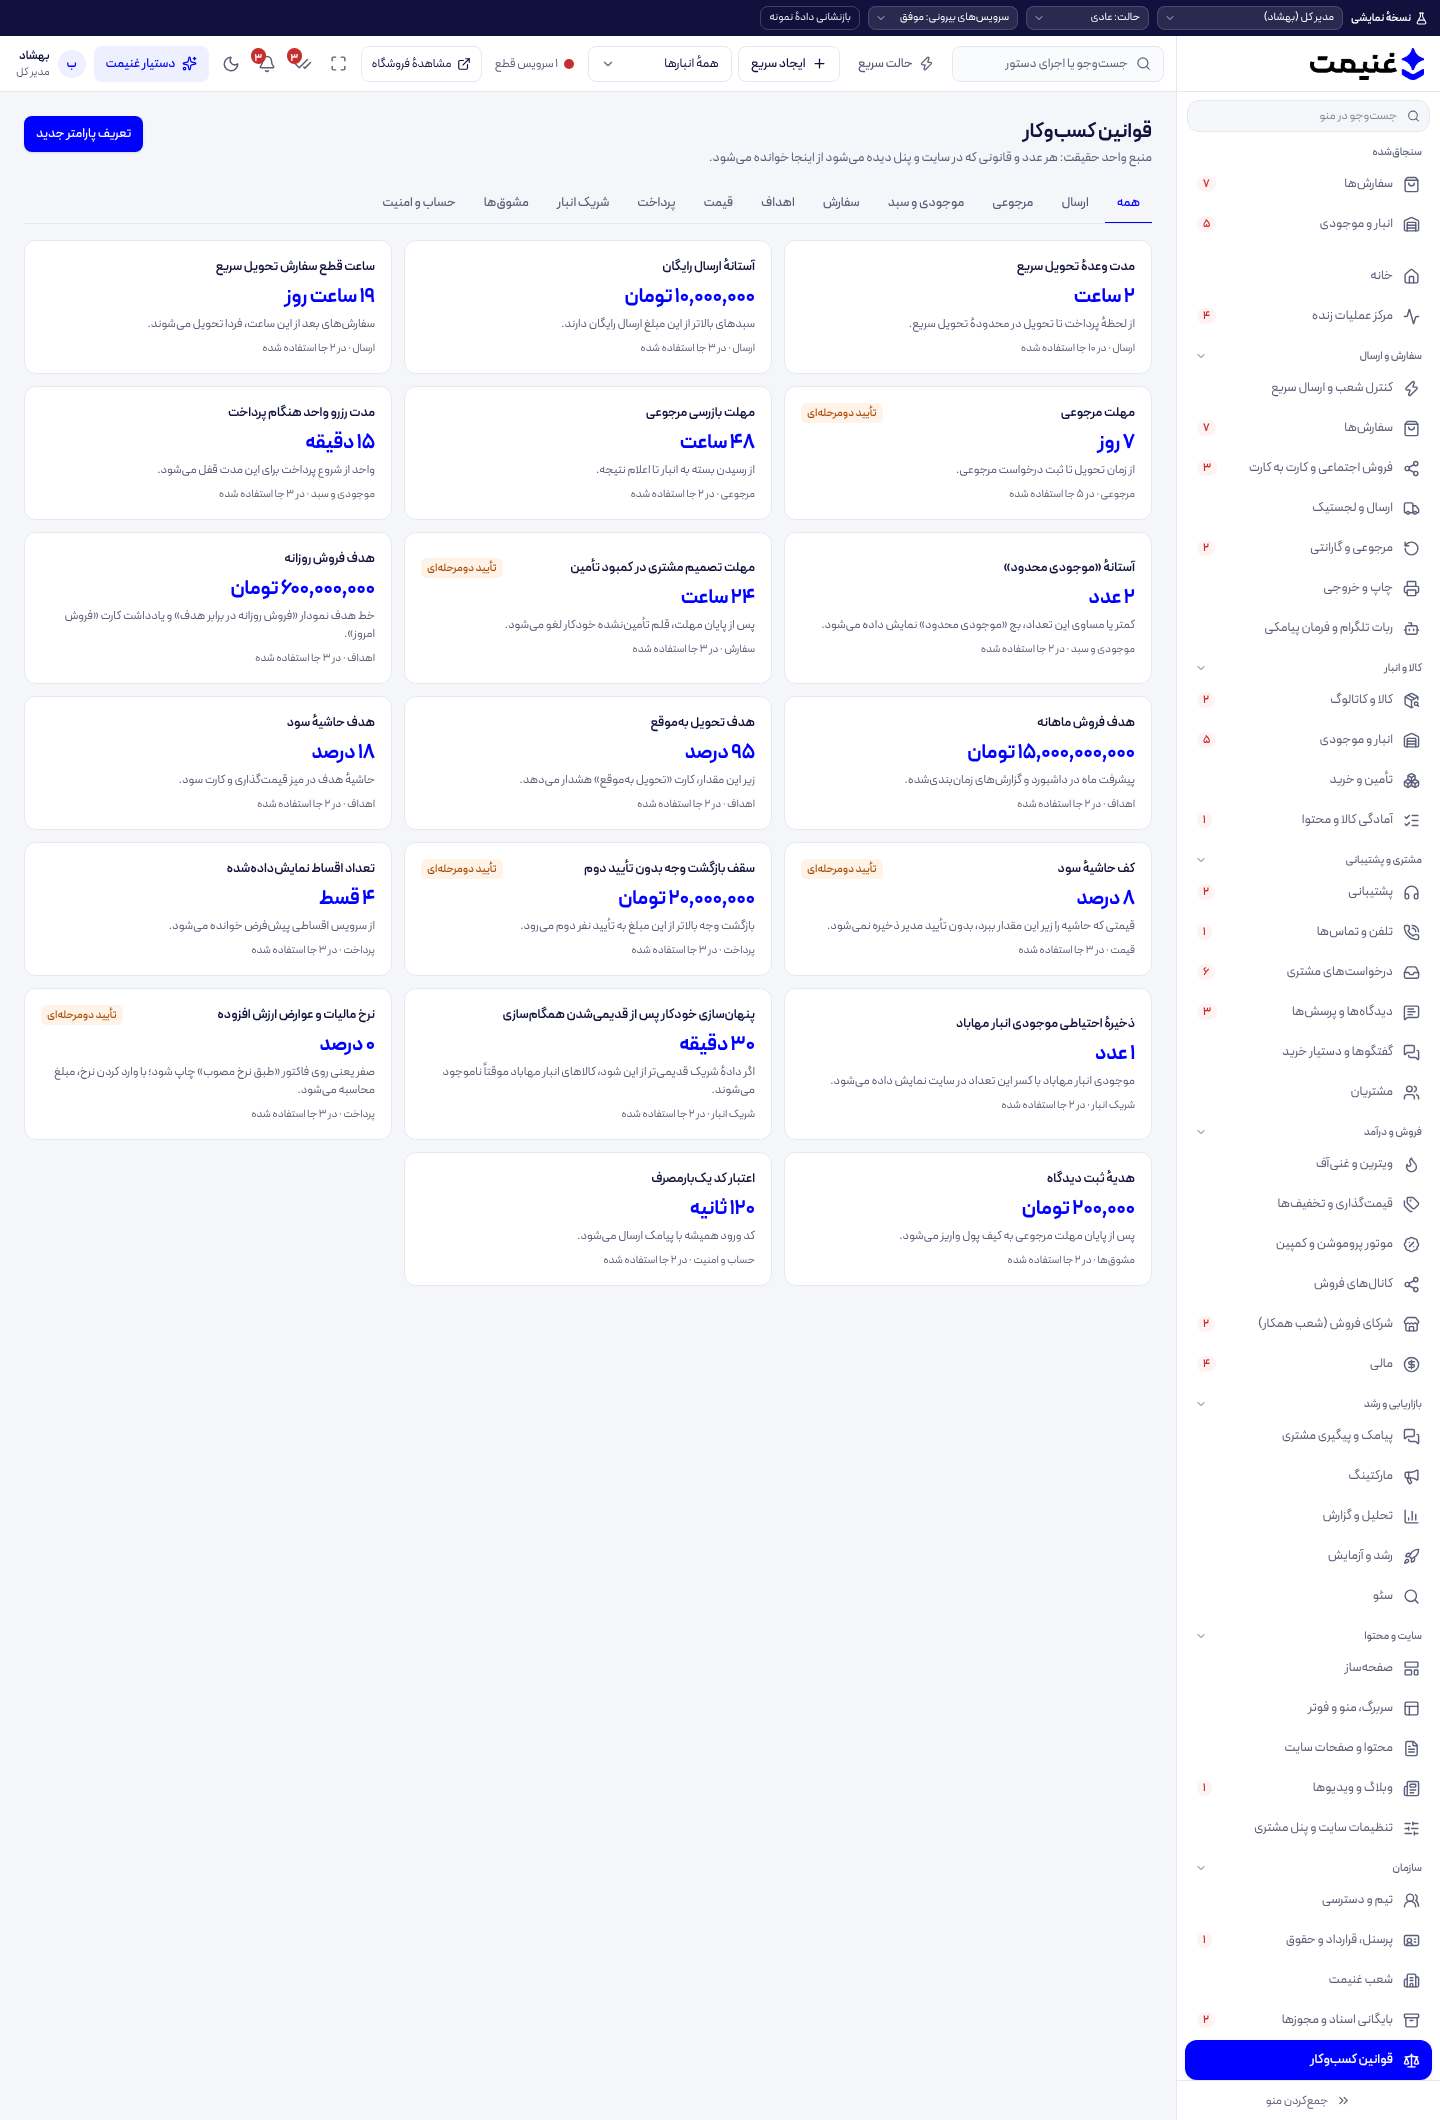 نسخهٔ نمایشی
مدیر کل (بهشاد)
حالت: عادی
سرویس‌های بیرونی: موفق
بازنشانی دادهٔ نمونه
غنیمت
جست‌وجو یا اجرای دستور
حالت سریع
ایجاد سریع
همهٔ انبارها
۱ سرویس قطع
مشاهدهٔ فروشگاه
۳
۳
دستیار غنیمت
ب
بهشاد
مدیر کل
جست‌وجو در منو
سنجاق‌شده
سفارش‌ها ۷
انبار و موجودی ۵
خانه
مرکز عملیات زنده ۴
سفارش و ارسال
کنترل شعب و ارسال سریع
سفارش‌ها ۷
فروش اجتماعی و کارت به کارت ۳
ارسال و لجستیک
مرجوعی و گارانتی ۲
چاپ و خروجی
ربات تلگرام و فرمان پیامکی
کالا و انبار
کالا و کاتالوگ ۲
انبار و موجودی ۵
تأمین و خرید
آمادگی کالا و محتوا ۱
مشتری و پشتیبانی
پشتیبانی ۲
تلفن و تماس‌ها ۱
درخواست‌های مشتری ۶
دیدگاه‌ها و پرسش‌ها ۳
گفتگوها و دستیار خرید
مشتریان
فروش و درآمد
ویترین و غنی‌آف
قیمت‌گذاری و تخفیف‌ها
موتور پروموشن و کمپین
کانال‌های فروش
شرکای فروش (شعب همکار) ۲
مالی ۴
بازاریابی و رشد
پیامک و پیگیری مشتری
مارکتینگ
تحلیل و گزارش
رشد و آزمایش
سئو
سایت و محتوا
صفحه‌ساز
سربرگ، منو و فوتر
محتوا و صفحات سایت
وبلاگ و ویدیوها ۱
تنظیمات سایت و پنل مشتری
سازمان
تیم و دسترسی
پرسنل، قرارداد و حقوق ۱
شعب غنیمت
بایگانی اسناد و مجوزها ۲
قوانین کسب‌وکار
جمع‌کردن منو
قوانین کسب‌وکار
منبع واحد حقیقت: هر عدد و قانونی که در سایت و پنل دیده می‌شود از اینجا خوانده می‌شود.
تعریف پارامتر جدید
همه ارسال مرجوعی موجودی و سبد سفارش اهداف قیمت پرداخت شریک انبار مشوق‌ها حساب و امنیت
مدت وعدهٔ تحویل سریع
۲ ساعت
از لحظهٔ پرداخت تا تحویل در محدودهٔ تحویل سریع.
ارسال · در ۱۰ جا استفاده شده
آستانهٔ ارسال رایگان
۱۰,۰۰۰,۰۰۰ تومان
سبدهای بالاتر از این مبلغ ارسال رایگان دارند.
ارسال · در ۳ جا استفاده شده
ساعت قطع سفارش تحویل سریع
۱۹ ساعت روز
سفارش‌های بعد از این ساعت، فردا تحویل می‌شوند.
ارسال · در ۲ جا استفاده شده
مهلت مرجوعی
تأیید دومرحله‌ای
۷ روز
از زمان تحویل تا ثبت درخواست مرجوعی.
مرجوعی · در ۵ جا استفاده شده
مهلت بازرسی مرجوعی
۴۸ ساعت
از رسیدن بسته به انبار تا اعلام نتیجه.
مرجوعی · در ۲ جا استفاده شده
مدت رزرو واحد هنگام پرداخت
۱۵ دقیقه
واحد از شروع پرداخت برای این مدت قفل می‌شود.
موجودی و سبد · در ۳ جا استفاده شده
آستانهٔ «موجودی محدود»
۲ عدد
کمتر یا مساوی این تعداد، بج «موجودی محدود» نمایش داده می‌شود.
موجودی و سبد · در ۲ جا استفاده شده
مهلت تصمیم مشتری در کمبود تأمین
تأیید دومرحله‌ای
۲۴ ساعت
پس از پایان مهلت، قلم تأمین‌نشده خودکار لغو می‌شود.
سفارش · در ۳ جا استفاده شده
هدف فروش روزانه
۶۰۰,۰۰۰,۰۰۰ تومان
خط هدف نمودار «فروش روزانه در برابر هدف» و یادداشت کارت «فروش
امروز».
اهداف · در ۳ جا استفاده شده
هدف فروش ماهانه
۱۵,۰۰۰,۰۰۰,۰۰۰ تومان
پیشرفت ماه در داشبورد و گزارش‌های زمان‌بندی‌شده.
اهداف · در ۲ جا استفاده شده
هدف تحویل به‌موقع
۹۵ درصد
زیر این مقدار، کارت «تحویل به‌موقع» هشدار می‌دهد.
اهداف · در ۲ جا استفاده شده
هدف حاشیهٔ سود
۱۸ درصد
حاشیهٔ هدف در میز قیمت‌گذاری و کارت سود.
اهداف · در ۲ جا استفاده شده
کف حاشیهٔ سود
تأیید دومرحله‌ای
۸ درصد
قیمتی که حاشیه را زیر این مقدار ببرد، بدون تأیید مدیر ذخیره نمی‌شود.
قیمت · در ۳ جا استفاده شده
سقف بازگشت وجه بدون تأیید دوم
تأیید دومرحله‌ای
۲۰,۰۰۰,۰۰۰ تومان
بازگشت وجه بالاتر از این مبلغ به تأیید نفر دوم می‌رود.
پرداخت · در ۳ جا استفاده شده
تعداد اقساط نمایش‌داده‌شده
۴ قسط
از سرویس اقساطی پیش‌فرض خوانده می‌شود.
پرداخت · در ۳ جا استفاده شده
ذخیرهٔ احتیاطی موجودی انبار مهاباد
۱ عدد
موجودی انبار مهاباد با کسر این تعداد در سایت نمایش داده می‌شود.
شریک انبار · در ۲ جا استفاده شده
پنهان‌سازی خودکار پس از قدیمی‌شدن همگام‌سازی
۳۰ دقیقه
اگر دادهٔ شریک قدیمی‌تر از این شود، کالاهای انبار مهاباد موقتاً ناموجود
می‌شوند.
شریک انبار · در ۲ جا استفاده شده
نرخ مالیات و عوارض ارزش افزوده
تأیید دومرحله‌ای
۰ درصد
صفر یعنی روی فاکتور «طبق نرخ مصوب» چاپ شود؛ با وارد کردن نرخ، مبلغ
محاسبه می‌شود.
پرداخت · در ۳ جا استفاده شده
هدیهٔ ثبت دیدگاه
۲۰۰,۰۰۰ تومان
پس از پایان مهلت مرجوعی به کیف پول واریز می‌شود.
مشوق‌ها · در ۲ جا استفاده شده
اعتبار کد یک‌بارمصرف
۱۲۰ ثانیه
کد ورود همیشه با پیامک ارسال می‌شود.
حساب و امنیت · در ۲ جا استفاده شده